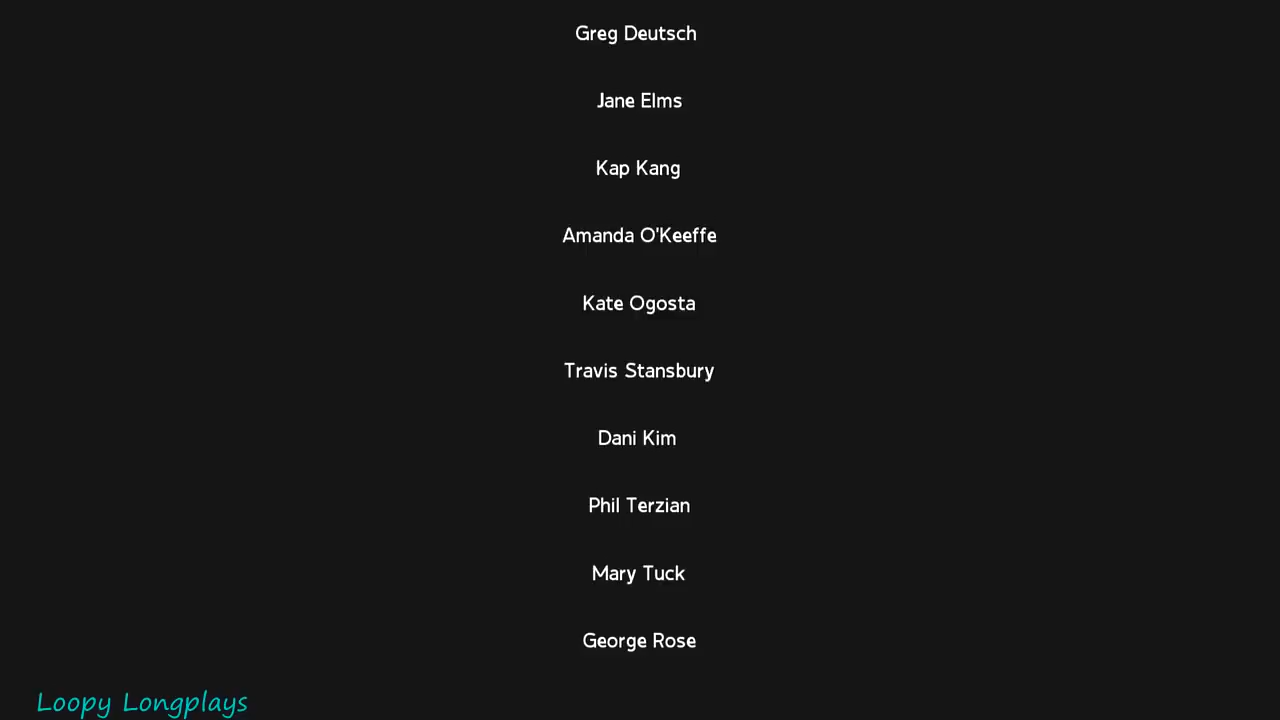 Greg Deutsch
Jane Elms
Kap Kang
Amanda O'Keeffe
Kate Ogosta
Travis Stansbury
Dani Kim
Phil Terzian
Mary Tuck
George Rose
Loopy Longplays